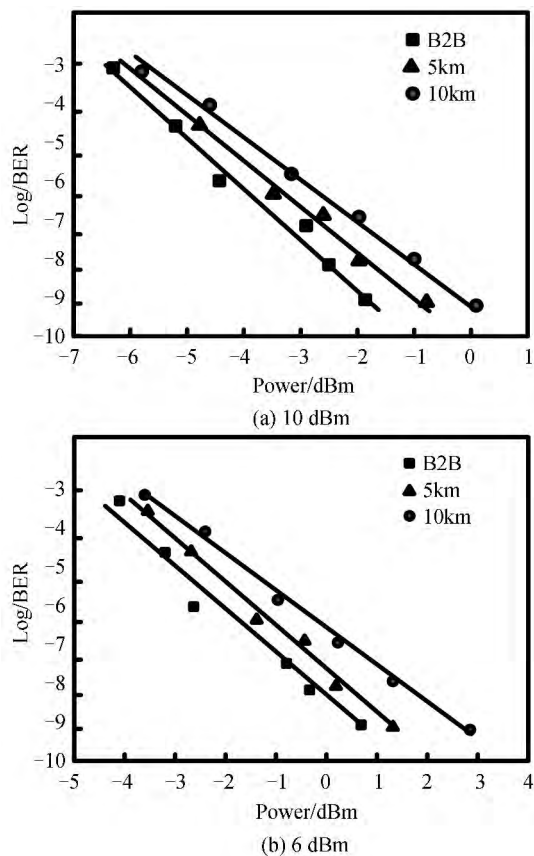 B2B
5km
10km
Log/BER
-3
-4
-5
-6
-7
-8
-9
-10
-7 -6 -5 -4 -3 -2 -1 0 1
Power/dBm
(a) 10 dBm
B2B
5km
10km
Log/BER
-3
-4
-5
-6
-7
-8
-9
-10
-5 -4 -3 -2 -1 0 1 2 3 4
Power/dBm
(b) 6 dBm